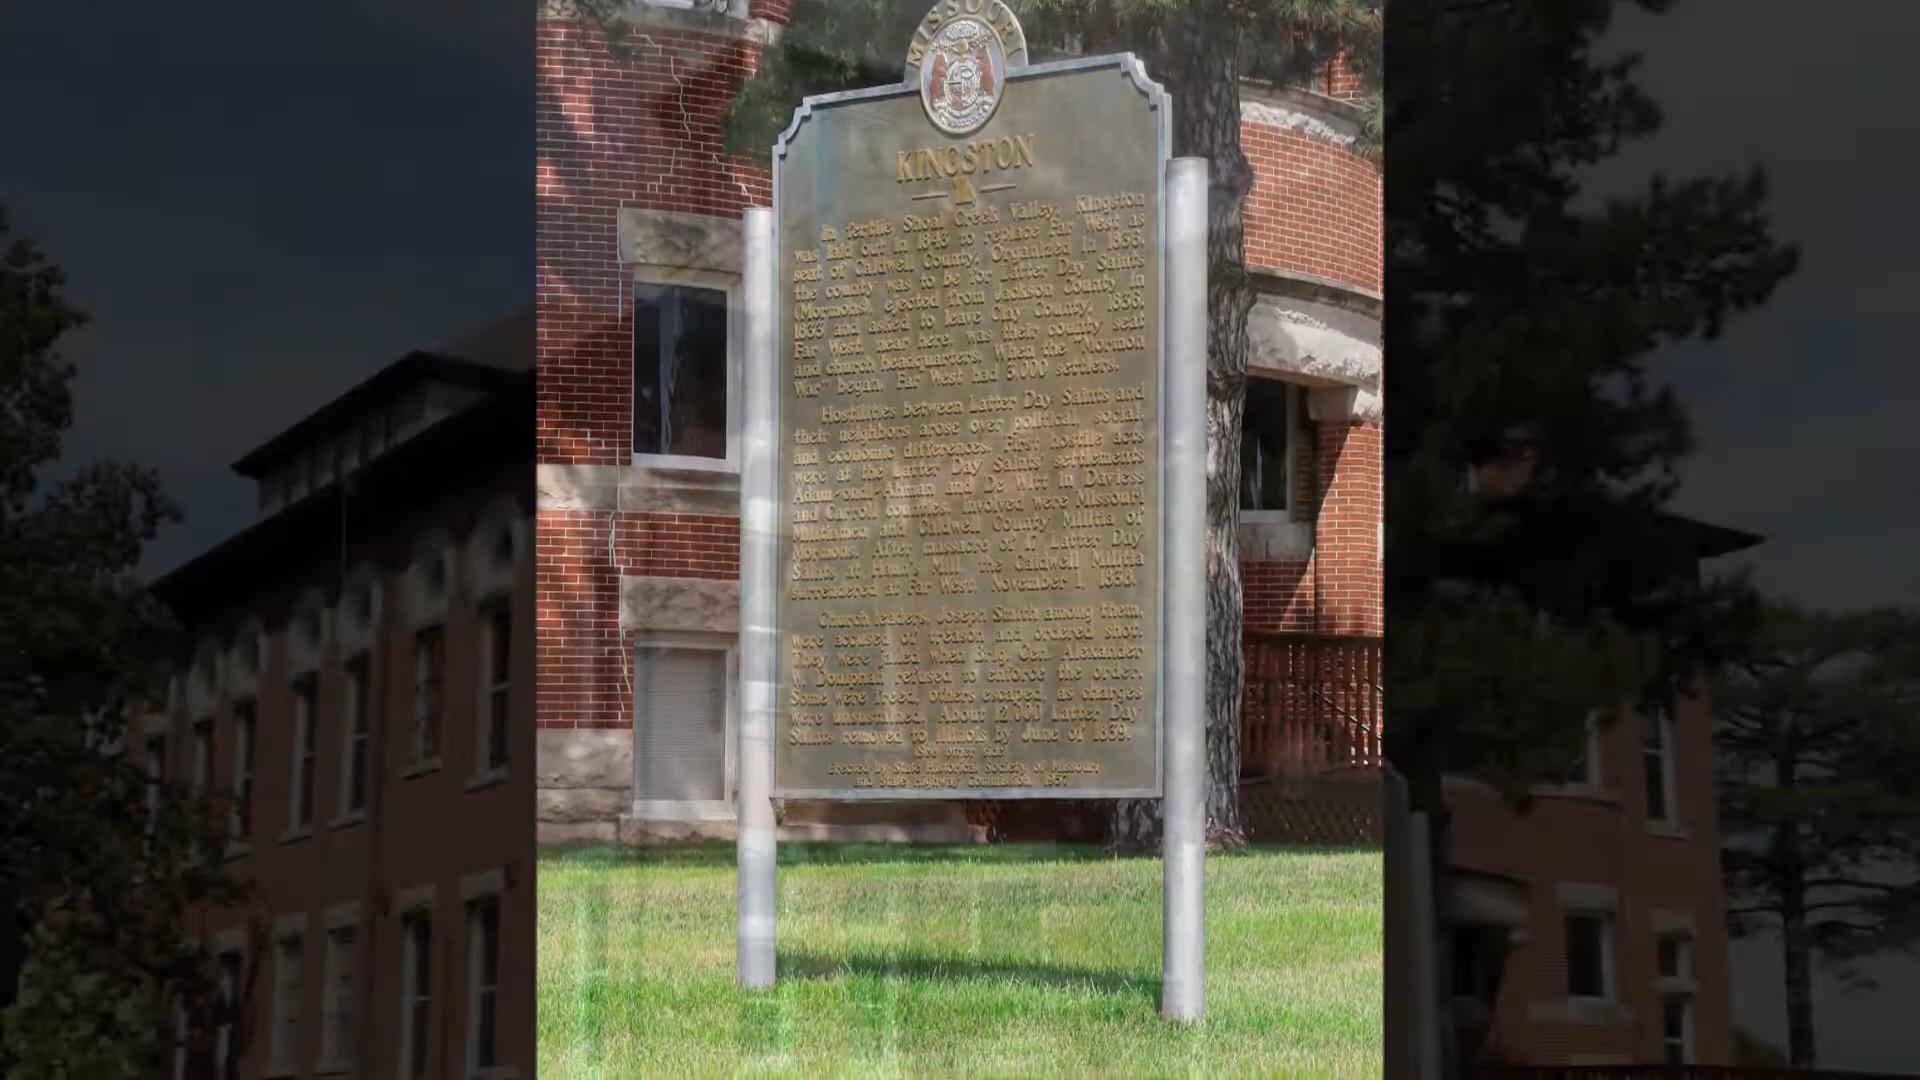 MISSOURI
KINGSTON
In fertile Shoal Creek Valley, Kingston
was laid out in 1843 to replace Far West as
seat of Caldwell County. Organized in 1836,
the county was to be for Latter Day Saints
(Mormons) ejected from Jackson County in
1833 and asked to leave Clay County, 1836.
Far West, near here, was their county seat
and church headquarters. When the "Mormon
War" began, Far West had 3,000 settlers.
Hostilities between Latter Day Saints and
their neighbors arose over political, social,
and economic differences. First hostile acts
were at the Latter Day Saints' settlements
Adam-ondi-Ahman and De Witt in Daviess
and Carroll counties. Involved were Missouri
Militiamen and Caldwell County Militia of
Mormons. After massacre of 17 Latter Day
Saints at Haun's Mill, the Caldwell Militia
surrendered at Far West, November 1, 1838.
Church leaders, Joseph Smith among them,
were accused of treason and ordered shot.
They were jailed when Brig. Gen. Alexander
W. Doniphan refused to enforce the order.
Some were freed, others escaped, as charges
were unsustained. About 12,000 Latter Day
Saints removed to Illinois by June of 1839.
(See other side)
Erected by State Historical Society of Missouri
and State Highway Commission, 1957